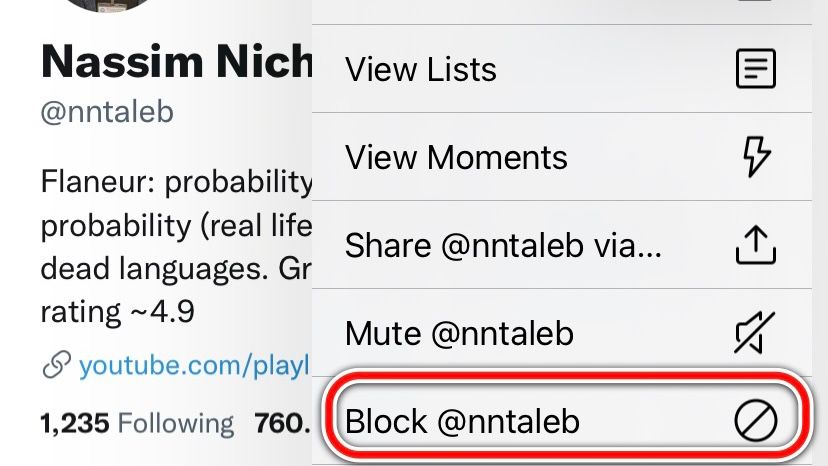 Nassim Nich
@nntaleb
Flaneur: probability
probability (real life
dead languages. Gr
rating ~4.9
youtube.com/playl
1,235 Following 760.
View Lists
View Moments
Share @nntaleb via...
Mute @nntaleb
Block @nntaleb